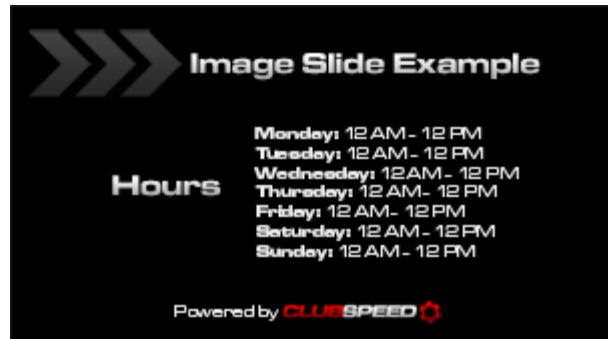 Image Slide Example
Hours
Monday: 12 AM - 12 PM
Tuesday: 12 AM - 12 PM
Wednesday: 12 AM - 12 PM
Thursday: 12 AM - 12 PM
Friday: 12 AM - 12 PM
Saturday: 12 AM - 12 PM
Sunday: 12 AM - 12 PM
Powered by CLUBSPEED